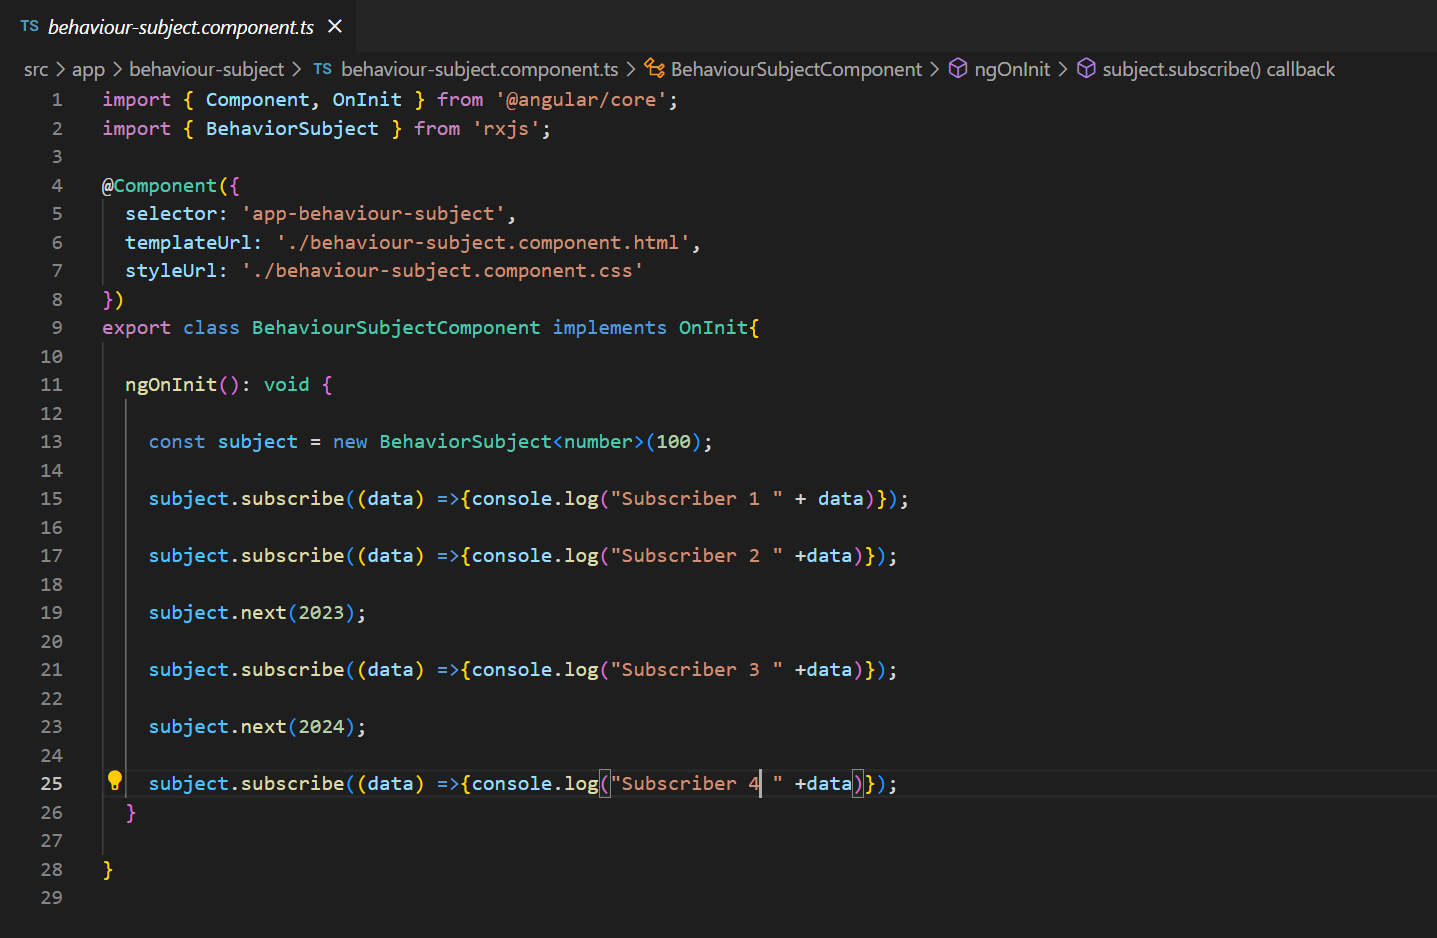 TS behaviour-subject.component.ts ×
src > app > behaviour-subject > TS behaviour-subject.component.ts > BehaviourSubjectComponent > ngOnInit > subject.subscribe() callback
1 import { Component, OnInit } from '@angular/core';
2 import { BehaviorSubject } from 'rxjs';
3
4 @Component({
5   selector: 'app-behaviour-subject',
6   templateUrl: './behaviour-subject.component.html',
7   styleUrl: './behaviour-subject.component.css'
8 })
9 export class BehaviourSubjectComponent implements OnInit{
10
11   ngOnInit(): void {
12
13     const subject = new BehaviorSubject<number>(100);
14
15     subject.subscribe((data) =>{console.log("Subscriber 1 " + data)});
16
17     subject.subscribe((data) =>{console.log("Subscriber 2 " +data)});
18
19     subject.next(2023);
20
21     subject.subscribe((data) =>{console.log("Subscriber 3 " +data)});
22
23     subject.next(2024);
24
25     subject.subscribe((data) =>{console.log("Subscriber 4 " +data)});
26   }
27
28 }
29